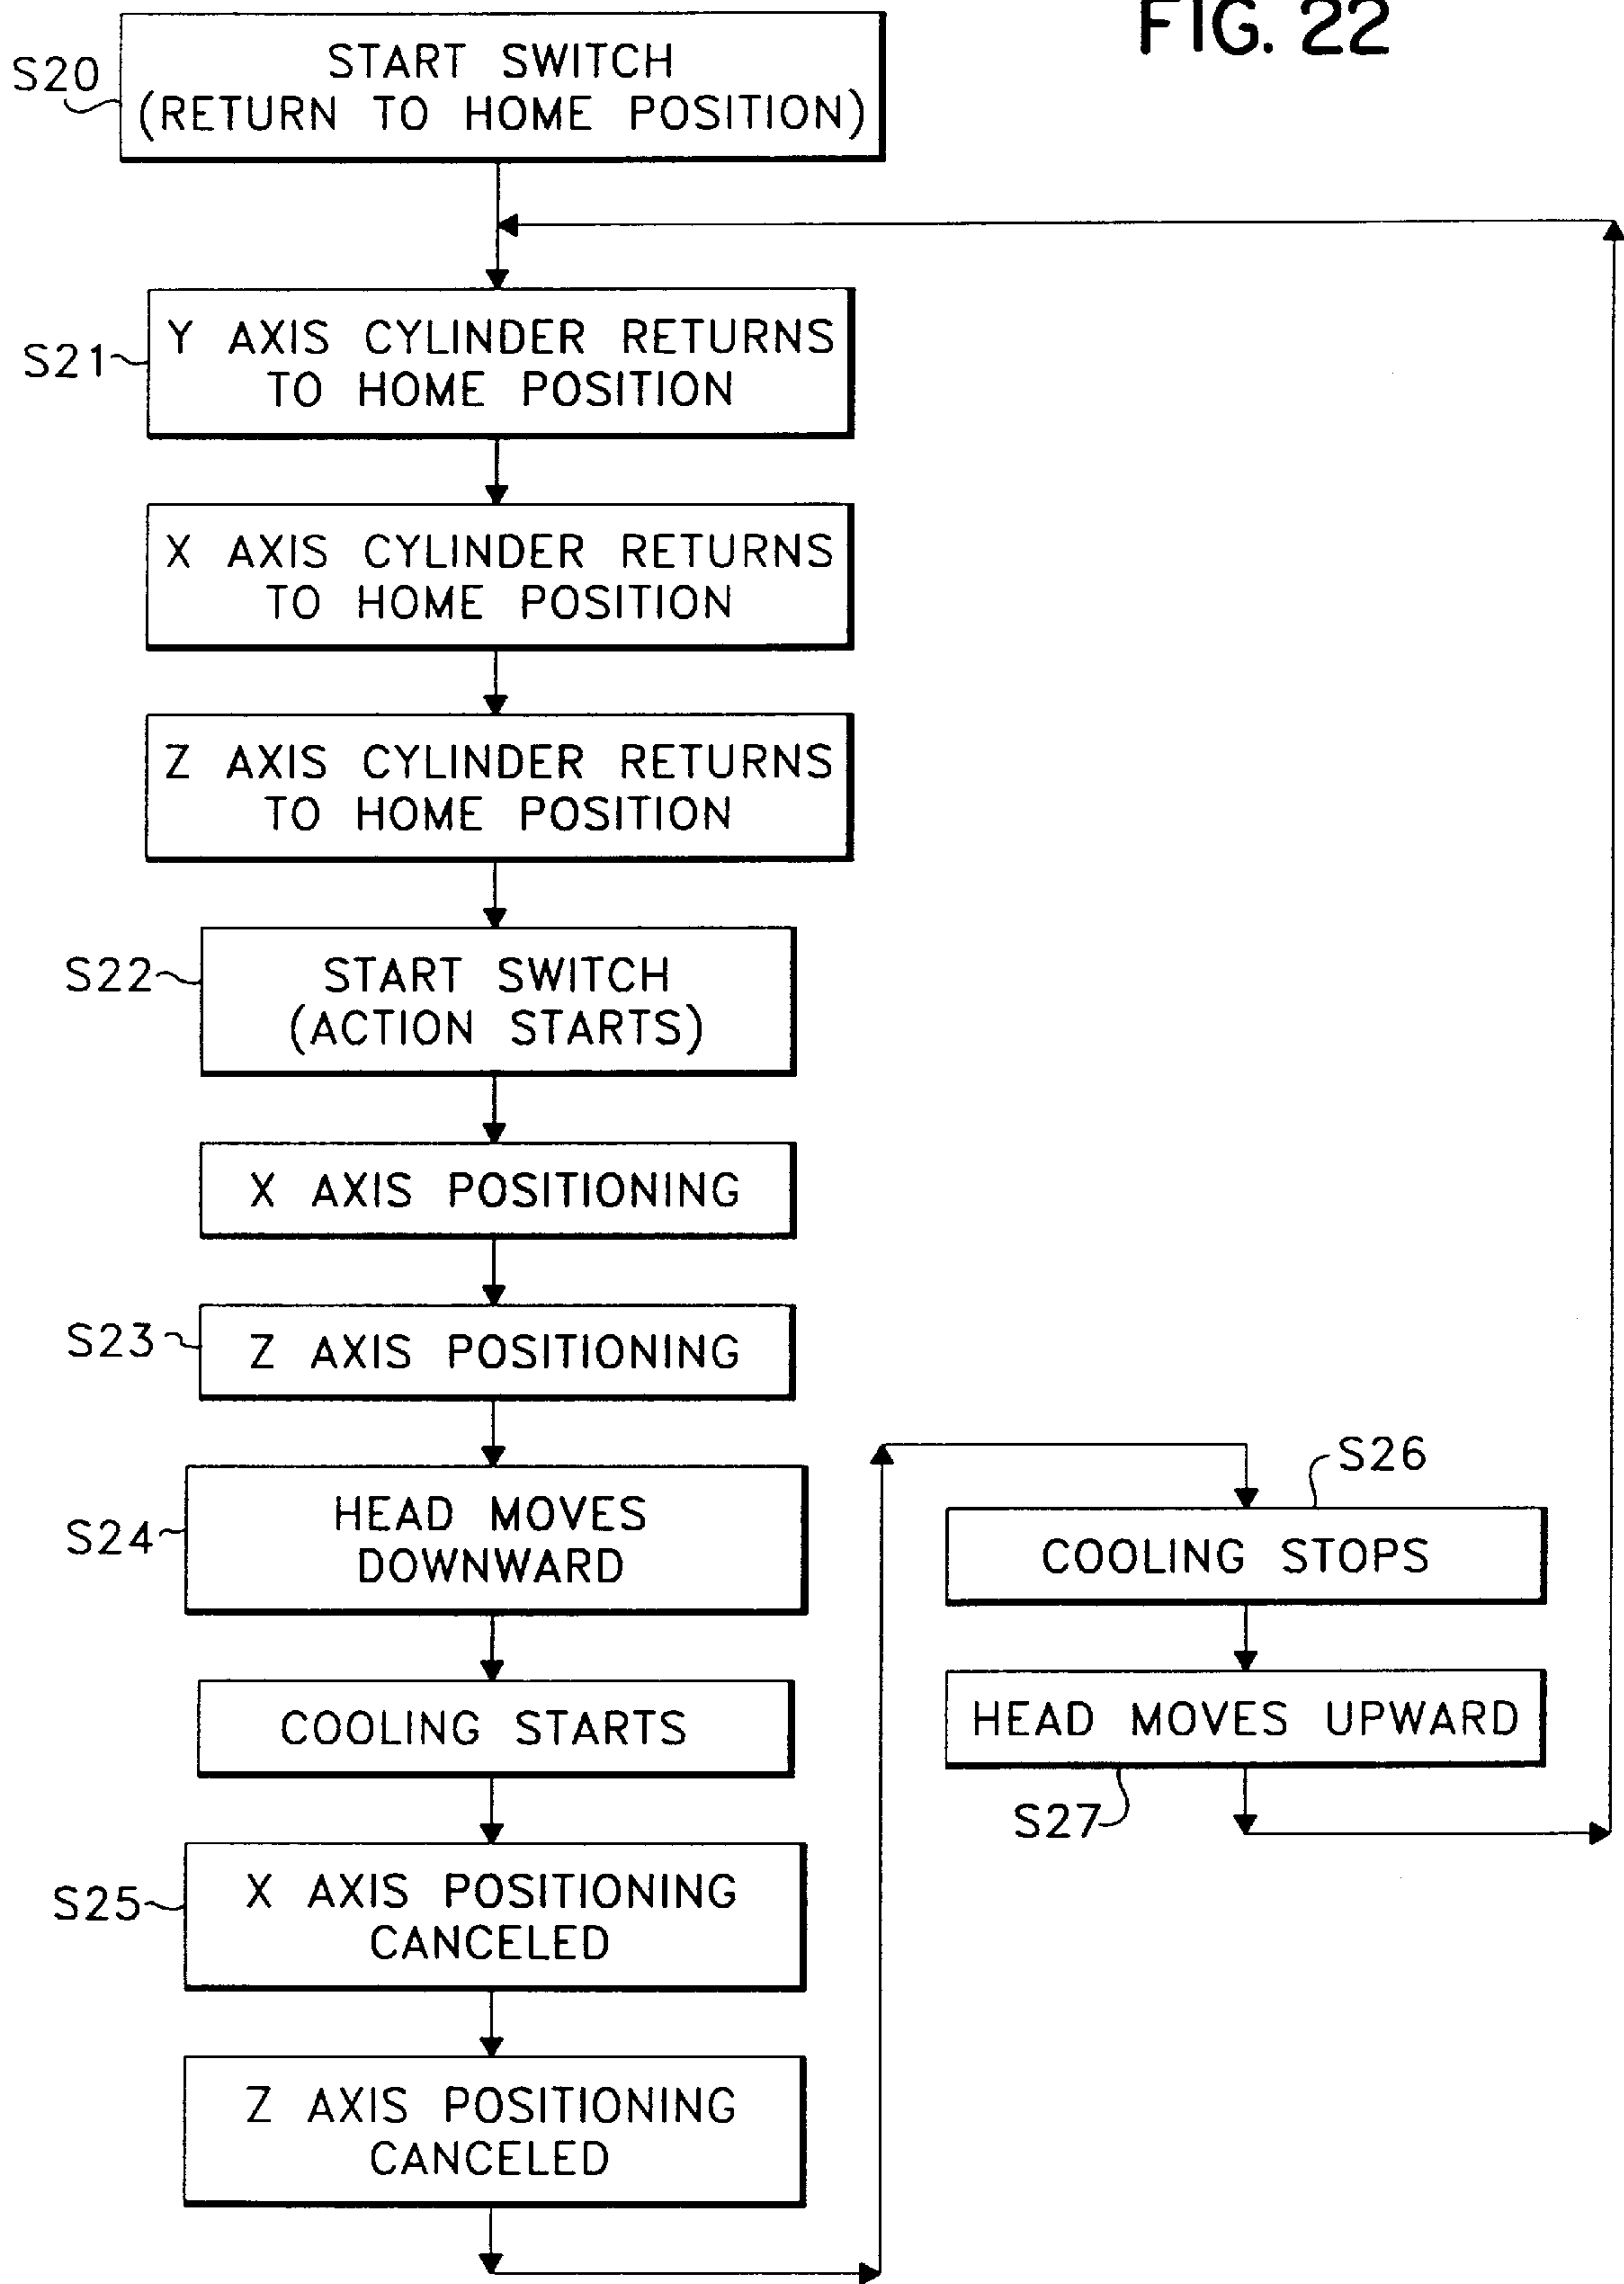 FIG. 22
S20
START SWITCH
(RETURN TO HOME POSITION)
S21
Y AXIS CYLINDER RETURNS
TO HOME POSITION
X AXIS CYLINDER RETURNS
TO HOME POSITION
Z AXIS CYLINDER RETURNS
TO HOME POSITION
S22
START SWITCH
(ACTION STARTS)
X AXIS POSITIONING
S23
Z AXIS POSITIONING
S24
HEAD MOVES
DOWNWARD
COOLING STARTS
S25
X AXIS POSITIONING
CANCELED
Z AXIS POSITIONING
CANCELED
S26
COOLING STOPS
HEAD MOVES UPWARD
S27